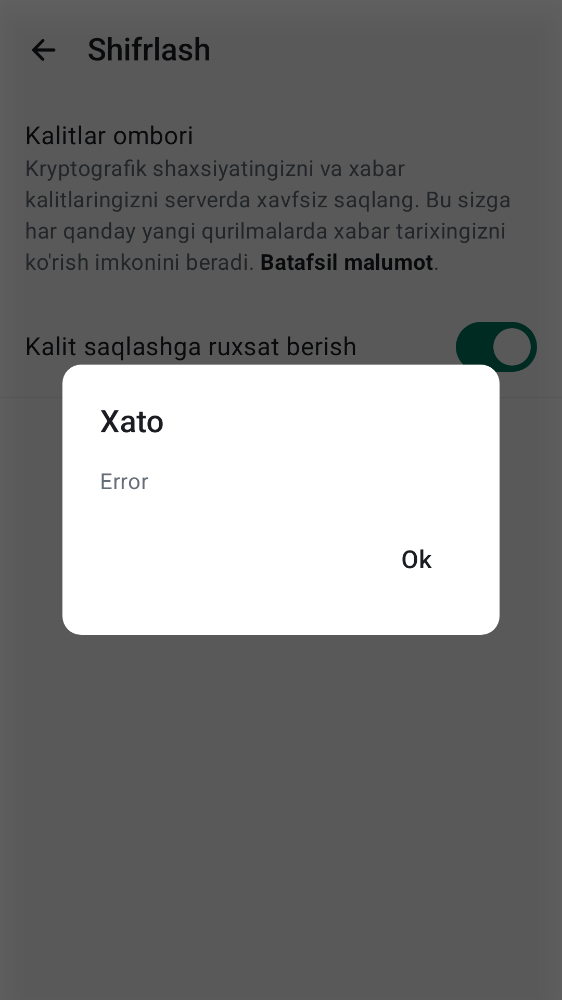 Shifrlash
Kalitlar ombori
Kryptografik shaxsiyatingizni va xabar
kalitlaringizni serverda xavfsiz saqlang. Bu sizga
har qanday yangi qurilmalarda xabar tarixingizni
ko'rish imkonini beradi. Batafsil malumot.
Kalit saqlashga ruxsat berish
Xato
Error
Ok